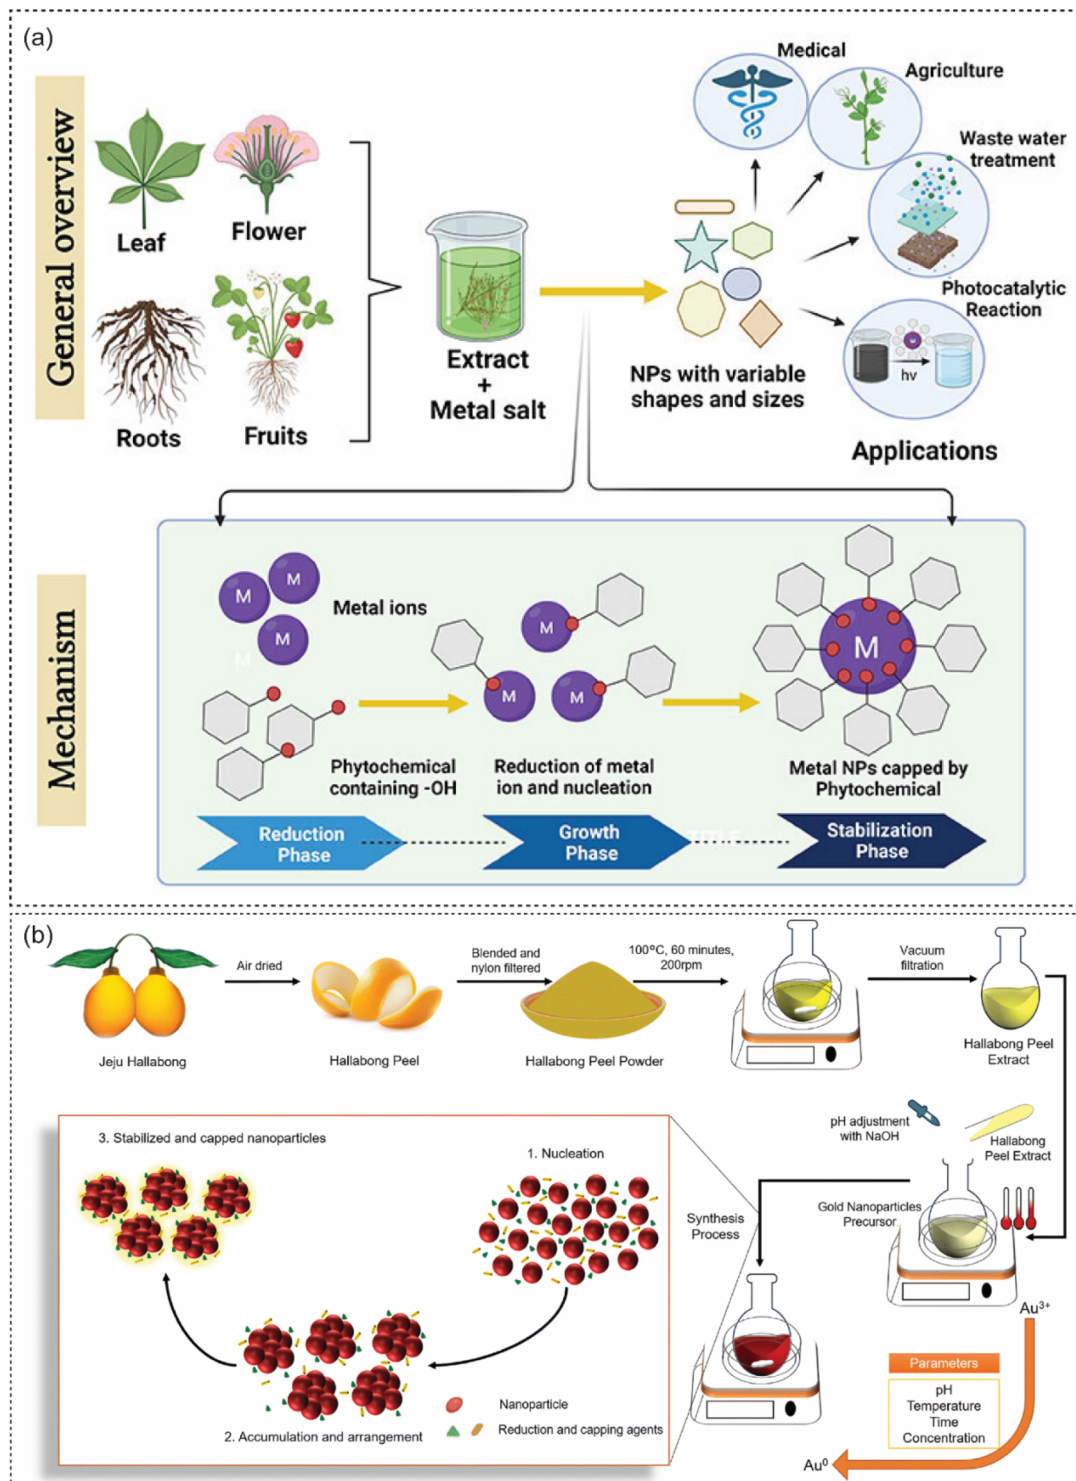 (a)
General overview
Leaf
Flower
Roots
Fruits
Extract
+
Metal salt
NPs with variable
shapes and sizes
Medical
Agriculture
Waste water
treatment
Photocatalytic
Reaction
M
hv
Applications
Mechanism
M
M
M
M
Metal ions
Phytochemical
containing -OH
M
M
M
Reduction of metal
ion and nucleation
M
Metal NPs capped by
Phytochemical
Reduction
Phase
Growth
Phase
TITLE
Stabilization
Phase
(b)
Jeju Hallabong
Air dried
Hallabong Peel
Blended and
nylon filtered
Hallabong Peel Powder
100°C, 60 minutes,
200rpm
Vacuum
filtration
Hallabong Peel
Extract
pH adjustment
with NaOH
Hallabong
Peel Extract
Gold Nanoparticles
Precursor
Synthesis
Process
3. Stabilized and capped nanoparticles
1. Nucleation
2. Accumulation and arrangement
Nanoparticle
Reduction and capping agents
Au³⁺
Parameters
pH
Temperature
Time
Concentration
Au⁰